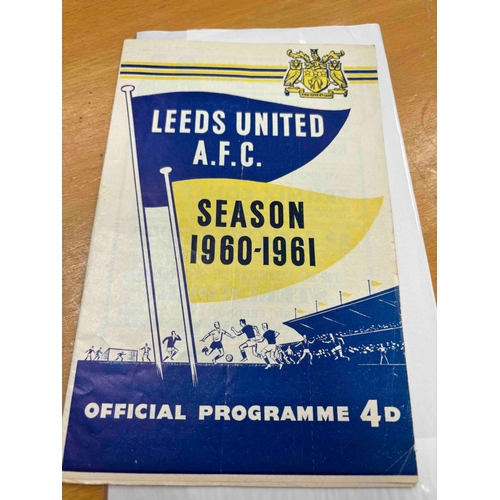 LEEDS UNITED
A.F.C.
SEASON
1960-1961
OFFICIAL PROGRAMME 4D